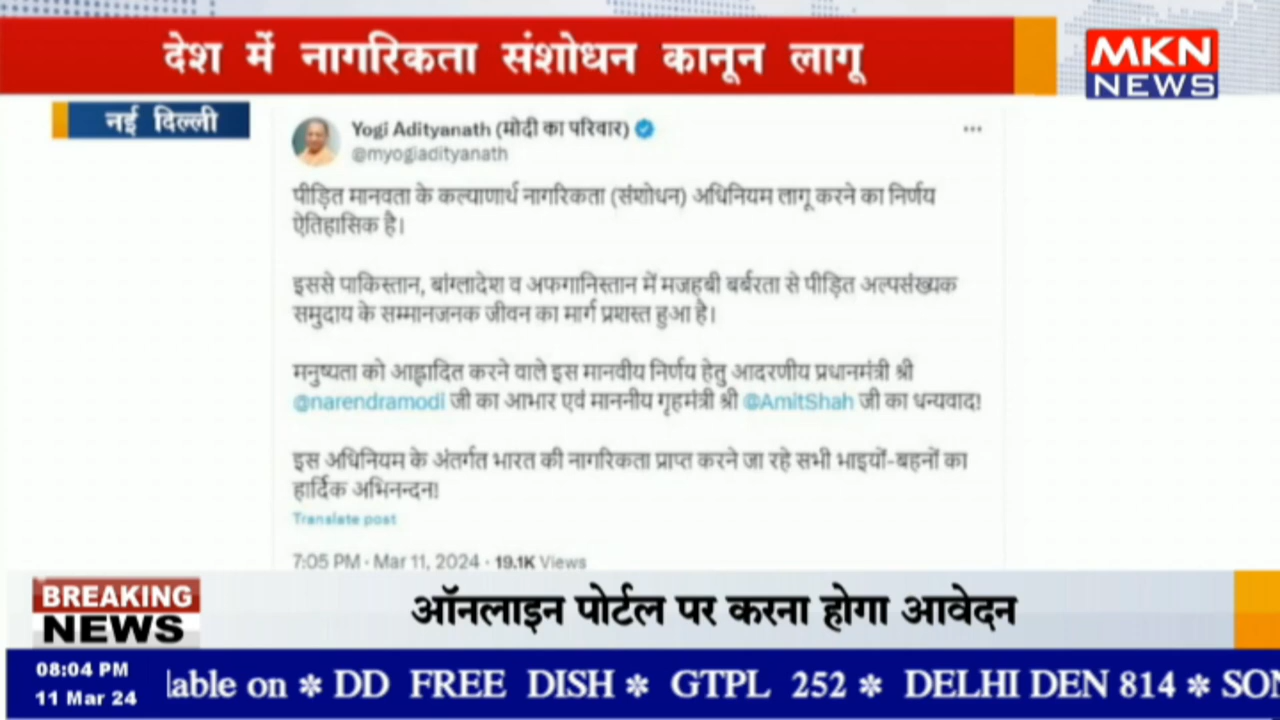 देश में नागरिकता संशोधन कानून लागू
MKN
NEWS
नई दिल्ली
Yogi Adityanath (मोदी का परिवार)
@myogiadityanath
पीड़ित मानवता के कल्याणार्थ नागरिकता (संशोधन) अधिनियम लागू करने का निर्णय
ऐतिहासिक है।
इससे पाकिस्तान, बांग्लादेश व अफगानिस्तान में मजहबी बर्बरता से पीड़ित अल्पसंख्यक
समुदाय के सम्मानजनक जीवन का मार्ग प्रशस्त हुआ है।
मनुष्यता को आह्लादित करने वाले इस मानवीय निर्णय हेतु आदरणीय प्रधानमंत्री श्री
@narendramodi जी का आभार एवं माननीय गृहमंत्री श्री @AmitShah जी का धन्यवाद!
इस अधिनियम के अंतर्गत भारत की नागरिकता प्राप्त करने जा रहे सभी भाइयों-बहनों का
हार्दिक अभिनन्दन!
Translate post
7:05 PM · Mar 11, 2024 · 19.1K Views
BREAKING
NEWS
ऑनलाइन पोर्टल पर करना होगा आवेदन
08:04 PM
11 Mar 24
lable on * DD FREE DISH * GTPL 252 * DELHI DEN 814 * SON